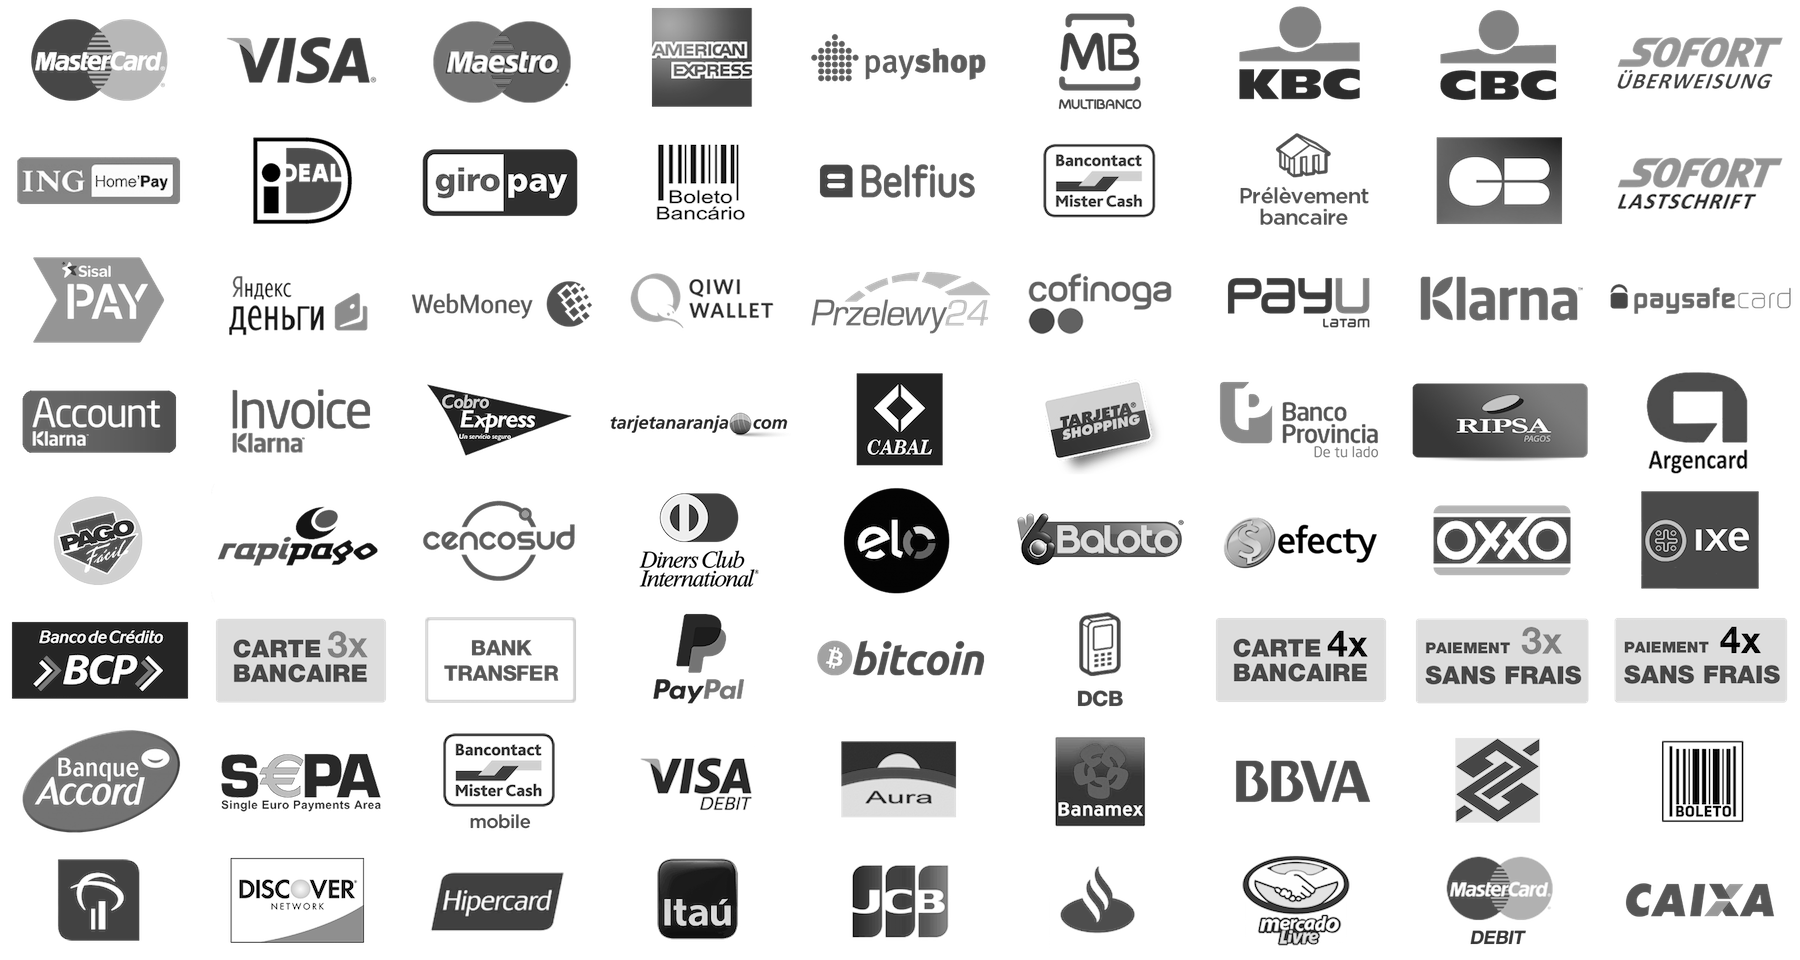 MasterCard®
VISA®
Maestro
AMERICAN
EXPRESS
payshop
MB
MULTIBANCO
KBC
CBC
SOFORT
ÜBERWEISUNG
ING Home'Pay
iDEAL
giropay
Boleto
Bancário
Belfius
Bancontact
Mister Cash
Prélèvement
bancaire
CB
SOFORT
LASTSCHRIFT
Sisal
PAY
Яндекс
деньги
WebMoney
QIWI
WALLET
Przelewy24
cofinoga
PayU
LATAM
Klarna™
paysafecard
Account
Klarna
Invoice
Klarna
Cobro
Express
Un servicio seguro
tarjetanaranja.com
CABAL
TARJETA®
SHOPPING
Banco
Provincia
De tu lado
RIPSA
PAGOS
Argencard
PAGO
Fácil
rapipago
cencosud
Diners Club
International®
elo
Baloto®
$efecty
OXXO
IXe
Banco de Crédito
BCP
CARTE 3x
BANCAIRE
BANK
TRANSFER
PayPal
bitcoin
DCB
CARTE 4x
BANCAIRE
PAIEMENT 3x
SANS FRAIS
PAIEMENT 4x
SANS FRAIS
Banque
Accord
S€PA
Single Euro Payments Area
Bancontact
Mister Cash
mobile
VISA
DEBIT
Aura
Banamex
BBVA
BOLETO
DISCOVER®
NETWORK
Hipercard
Itaú
JCB
mercado
Livre
MasterCard
DEBIT
CAIXA